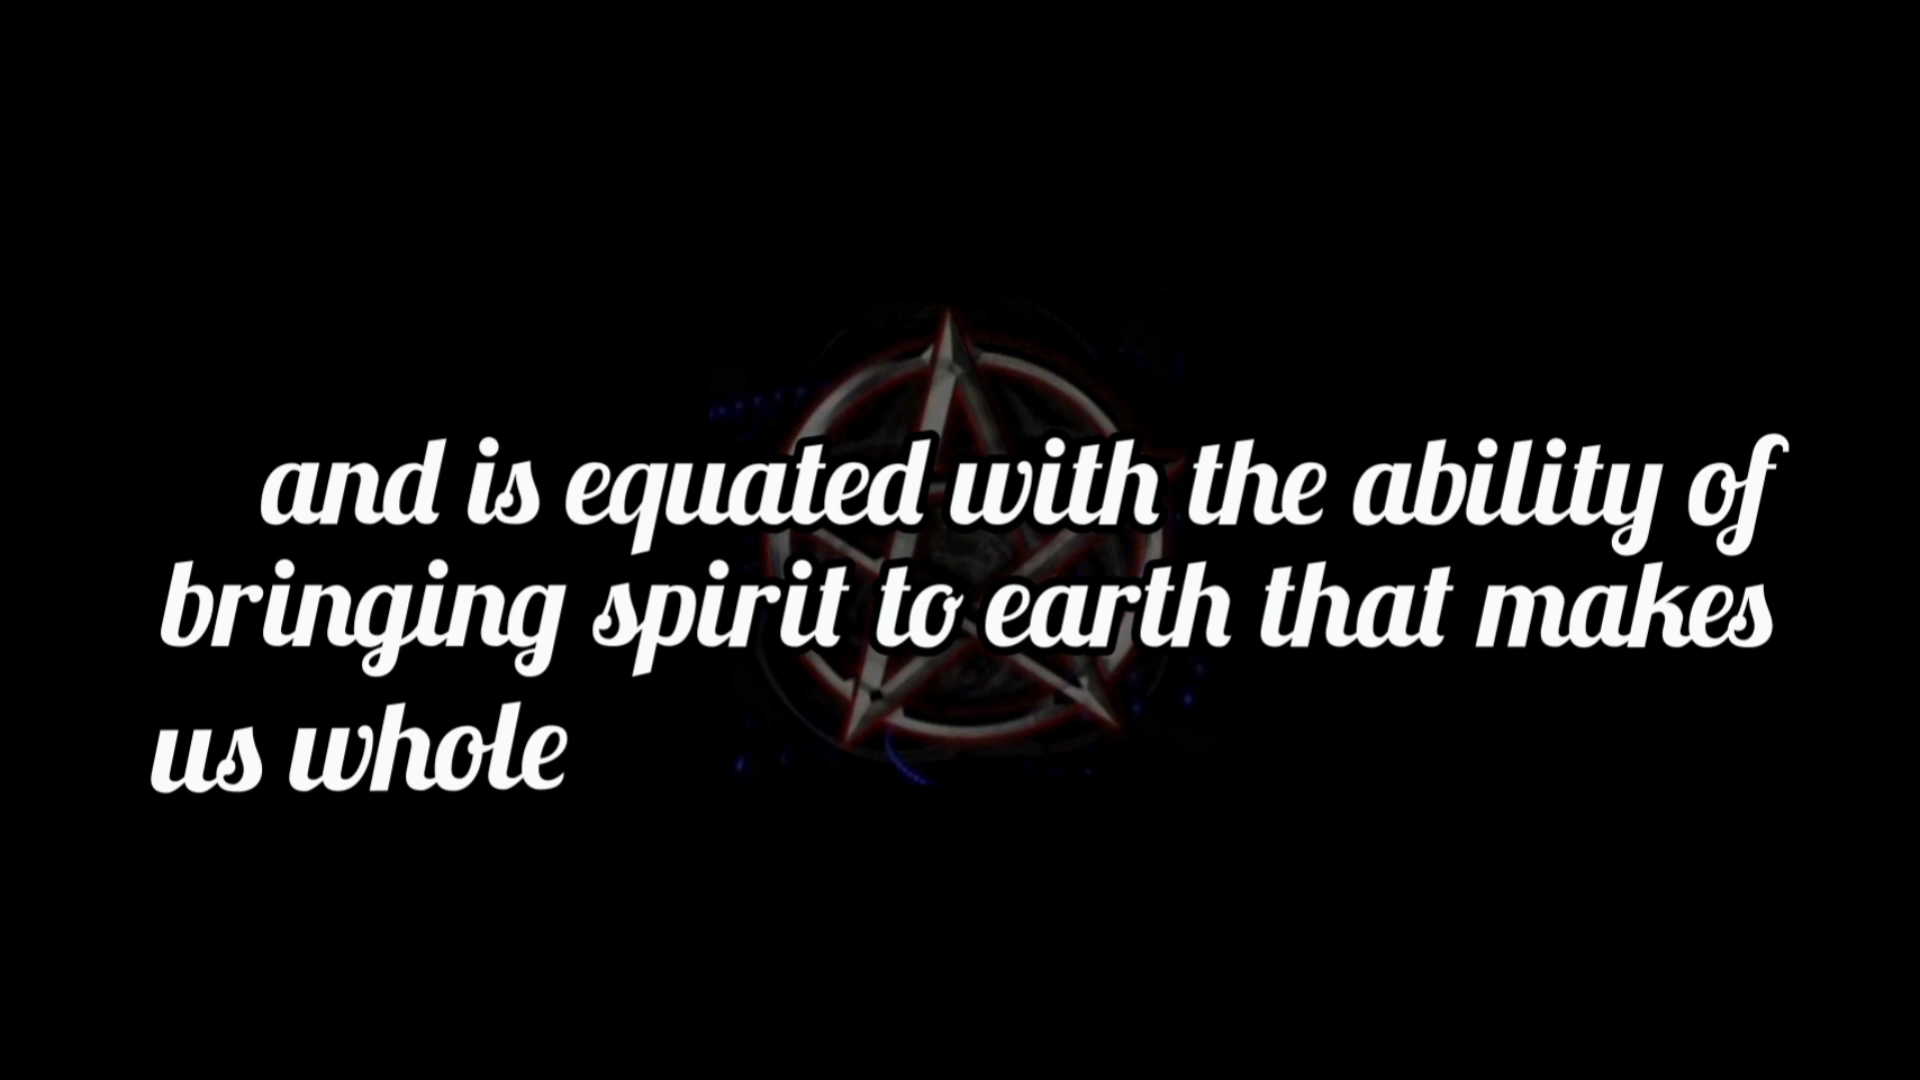 and is equated with the ability of
bringing spirit to earth that makes
us whole